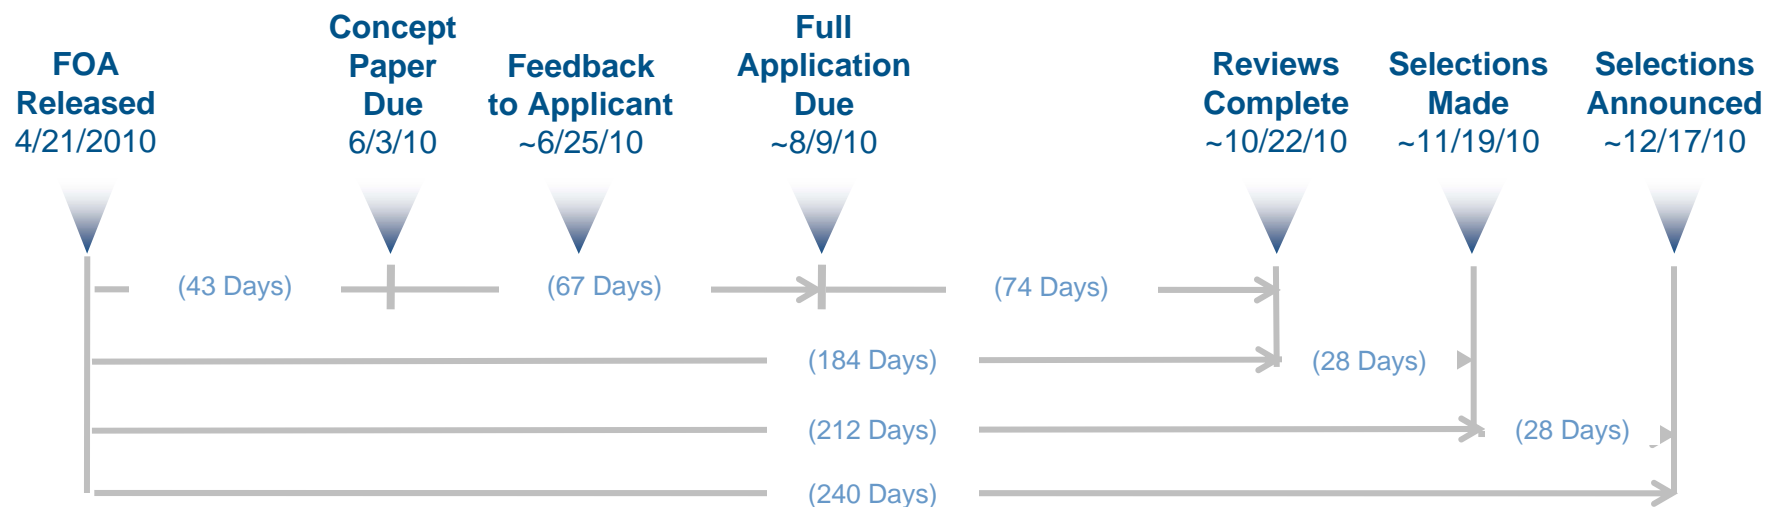 FOA
Released
4/21/2010
Concept
Paper
Due
6/3/10
Feedback
to Applicant
~6/25/10
Full
Application
Due
~8/9/10
Reviews
Complete
~10/22/10
Selections
Made
~11/19/10
Selections
Announced
~12/17/10
(43 Days)
(67 Days)
(74 Days)
(184 Days)
(28 Days)
(212 Days)
(28 Days)
(240 Days)